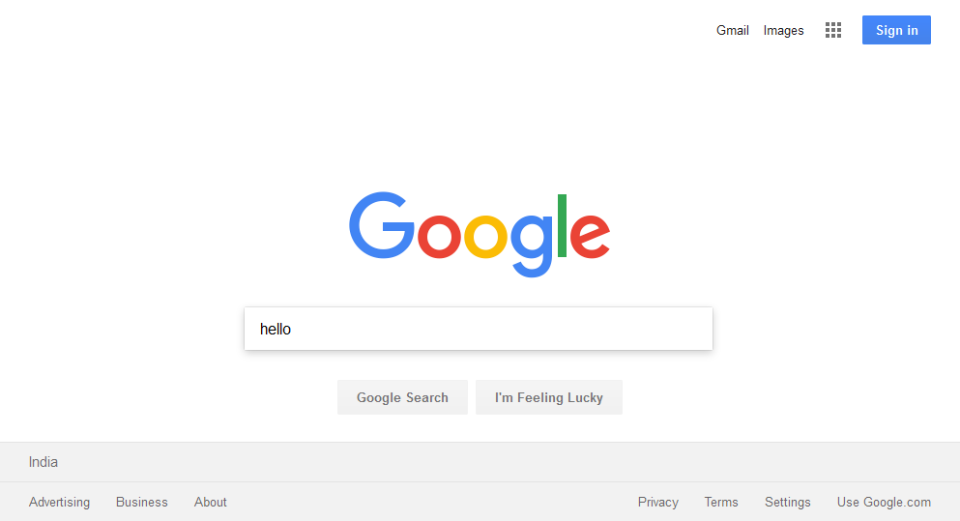 Gmail Images Sign in
Google
hello
Google Search I'm Feeling Lucky
India
Advertising Business About Privacy Terms Settings Use Google.com